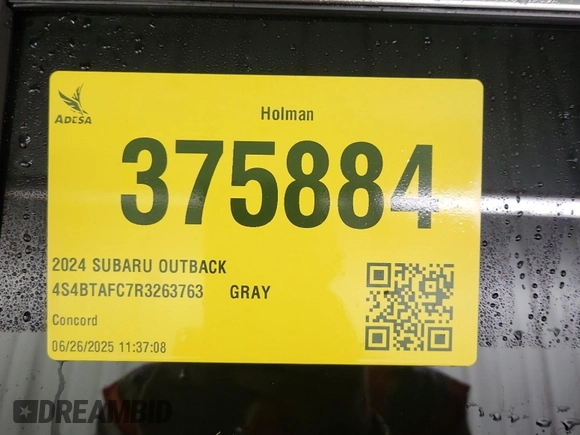 ADESA
Holman
375884
2024 SUBARU OUTBACK
4S4BTAFC7R3263763 GRAY
Concord
06/26/2025 11:37:08
DREAMBID